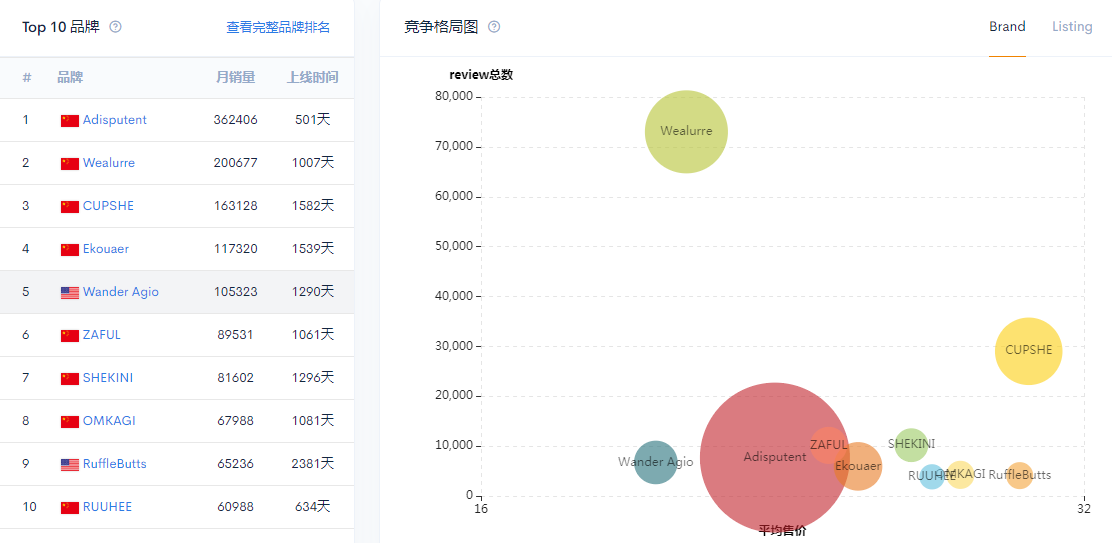 Top 10 品牌 ? 查看完整品牌排名
# 品牌 月销量 上线时间
1 Adisputent 362406 501天
2 Wealurre 200677 1007天
3 CUPSHE 163128 1582天
4 Ekouaer 117320 1539天
5 Wander Agio 105323 1290天
6 ZAFUL 89531 1061天
7 SHEKINI 81602 1296天
8 OMKAGI 67988 1081天
9 RuffleButts 65236 2381天
10 RUUHEE 60988 634天
竞争格局图 ? Brand Listing
review总数
80,000
Wealurre
70,000
60,000
50,000
40,000
30,000
CUPSHE
20,000
10,000
ZAFUL
SHEKINI
Adisputent
Wander Agio
Ekouaer
RUUHEE
OMKAGI
RuffleButts
0
16
32
平均售价